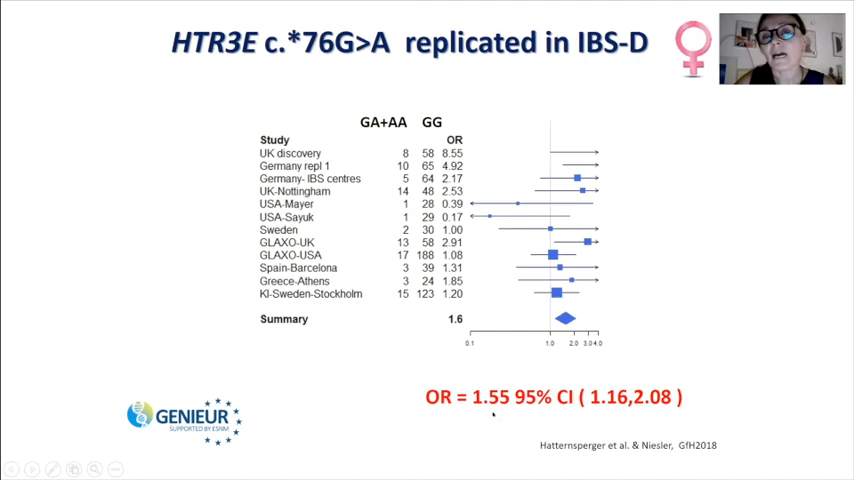 HTR3E c.*76G>A replicated in IBS-D
GA+AA GG
Study OR
UK discovery 8 58 8.55
Germany repl 1 10 65 4.92
Germany- IBS centres 5 64 2.17
UK-Nottingham 14 48 2.53
USA-Mayer 1 28 0.39
USA-Sayuk 1 29 0.17
Sweden 2 30 1.00
GLAXO-UK 13 58 2.91
GLAXO-USA 17 188 1.08
Spain-Barcelona 3 39 1.31
Greece-Athens 3 24 1.85
KI-Sweden-Stockholm 15 123 1.20
Summary 1.6
0.1 1.0 2.0 3.0 4.0
OR = 1.55 95% CI ( 1.16,2.08 )
GENIEUR
SUPPORTED BY ESNM
Hatternsperger et al. & Niesler, GfH2018